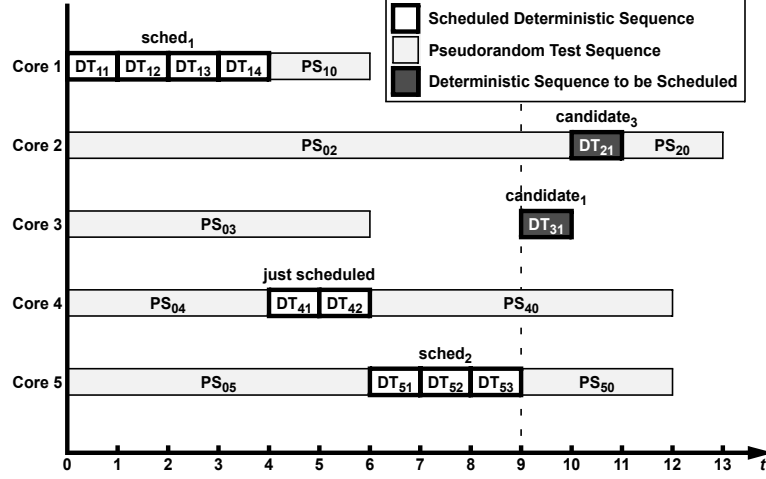 Scheduled Deterministic Sequence
Pseudorandom Test Sequence
Deterministic Sequence to be Scheduled
sched₁
Core 1 DT₁₁ DT₁₂ DT₁₃ DT₁₄ PS₁₀
candidate₃
Core 2 PS₀₂ DT₂₁ PS₂₀
candidate₁
Core 3 PS₀₃ DT₃₁
just scheduled
Core 4 PS₀₄ DT₄₁ DT₄₂ PS₄₀
sched₂
Core 5 PS₀₅ DT₅₁ DT₅₂ DT₅₃ PS₅₀
0 1 2 3 4 5 6 7 8 9 10 11 12 13 t